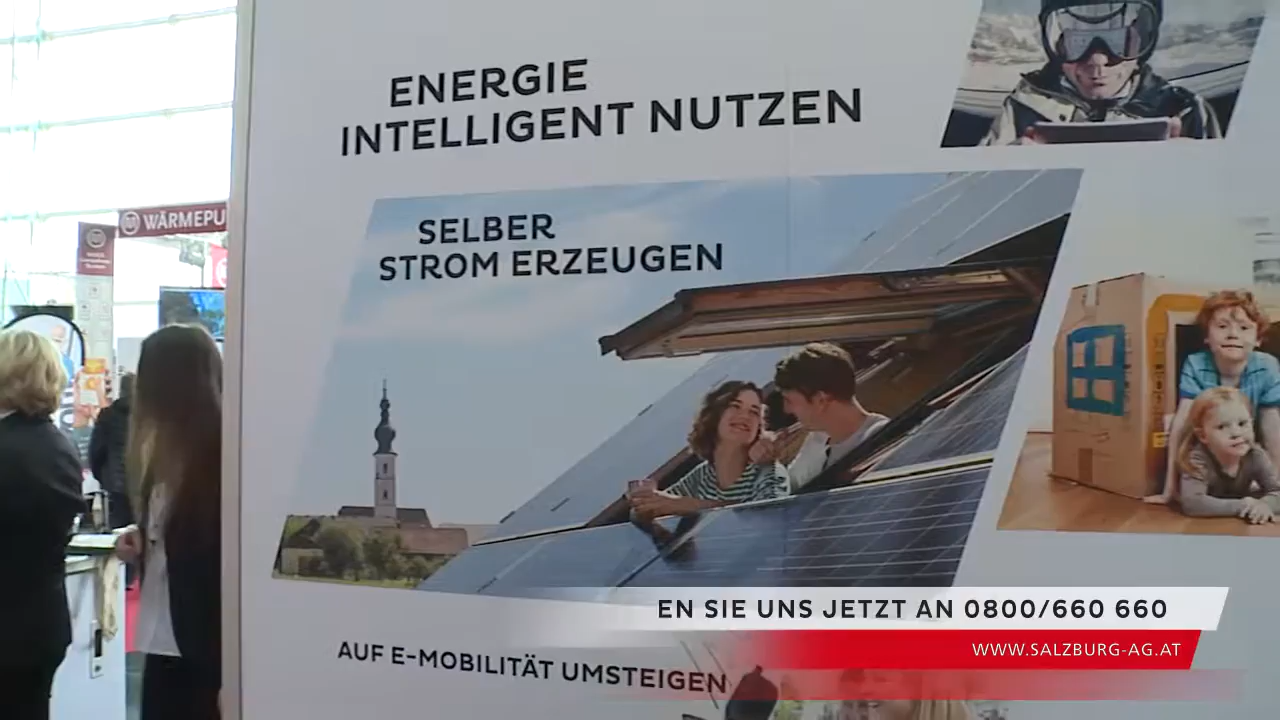 ENERGIE
INTELLIGENT NUTZEN
SELBER
STROM ERZEUGEN
WÄRMEPU
AUF E-MOBILITÄT UMSTEIGEN
EN SIE UNS JETZT AN 0800/660 660
WWW.SALZBURG-AG.AT